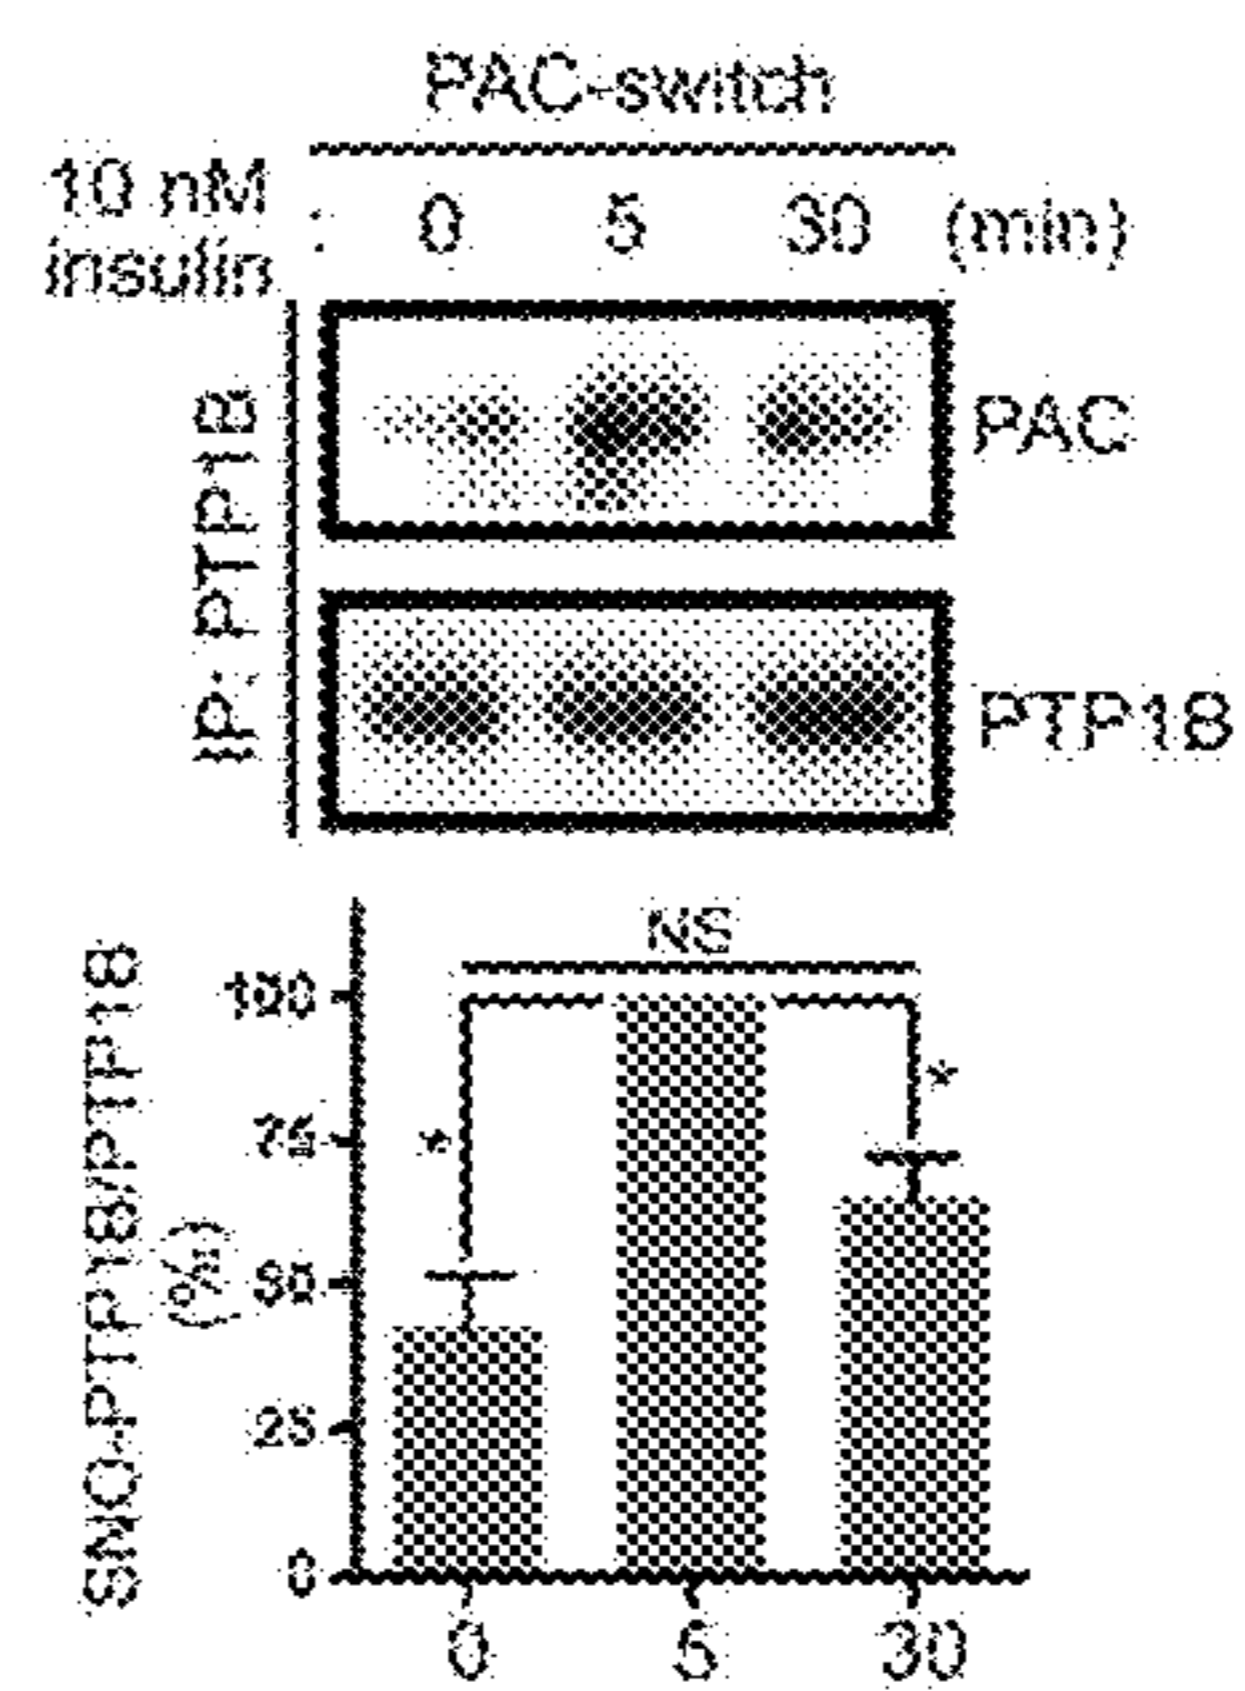 PAC-switch
10 nM
insulin : 0 5 30 (min)
IP: PTP1B
PAC
PTP1B
NS
SNO-PTP1B/PTP1B
(%)
100
75
50
25
0
*
*
0 5 30